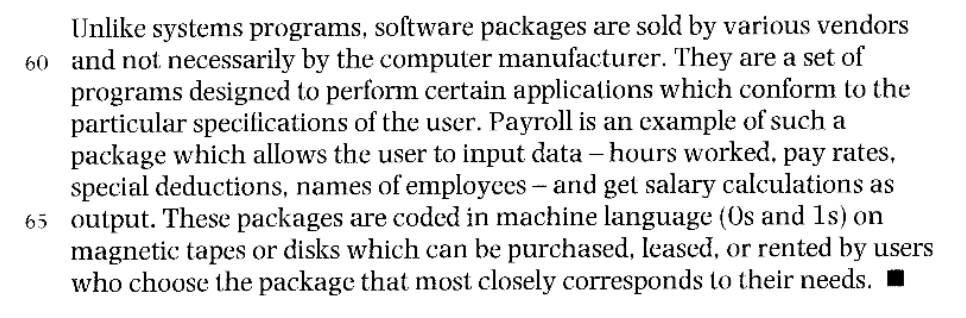 Unlike systems programs, software packages are sold by various vendors
60 and not necessarily by the computer manufacturer. They are a set of
programs designed to perform certain applications which conform to the
particular specifications of the user. Payroll is an example of such a
package which allows the user to input data – hours worked, pay rates,
special deductions, names of employees – and get salary calculations as
65 output. These packages are coded in machine language (0s and 1s) on
magnetic tapes or disks which can be purchased, leased, or rented by users
who choose the package that most closely corresponds to their needs. ■